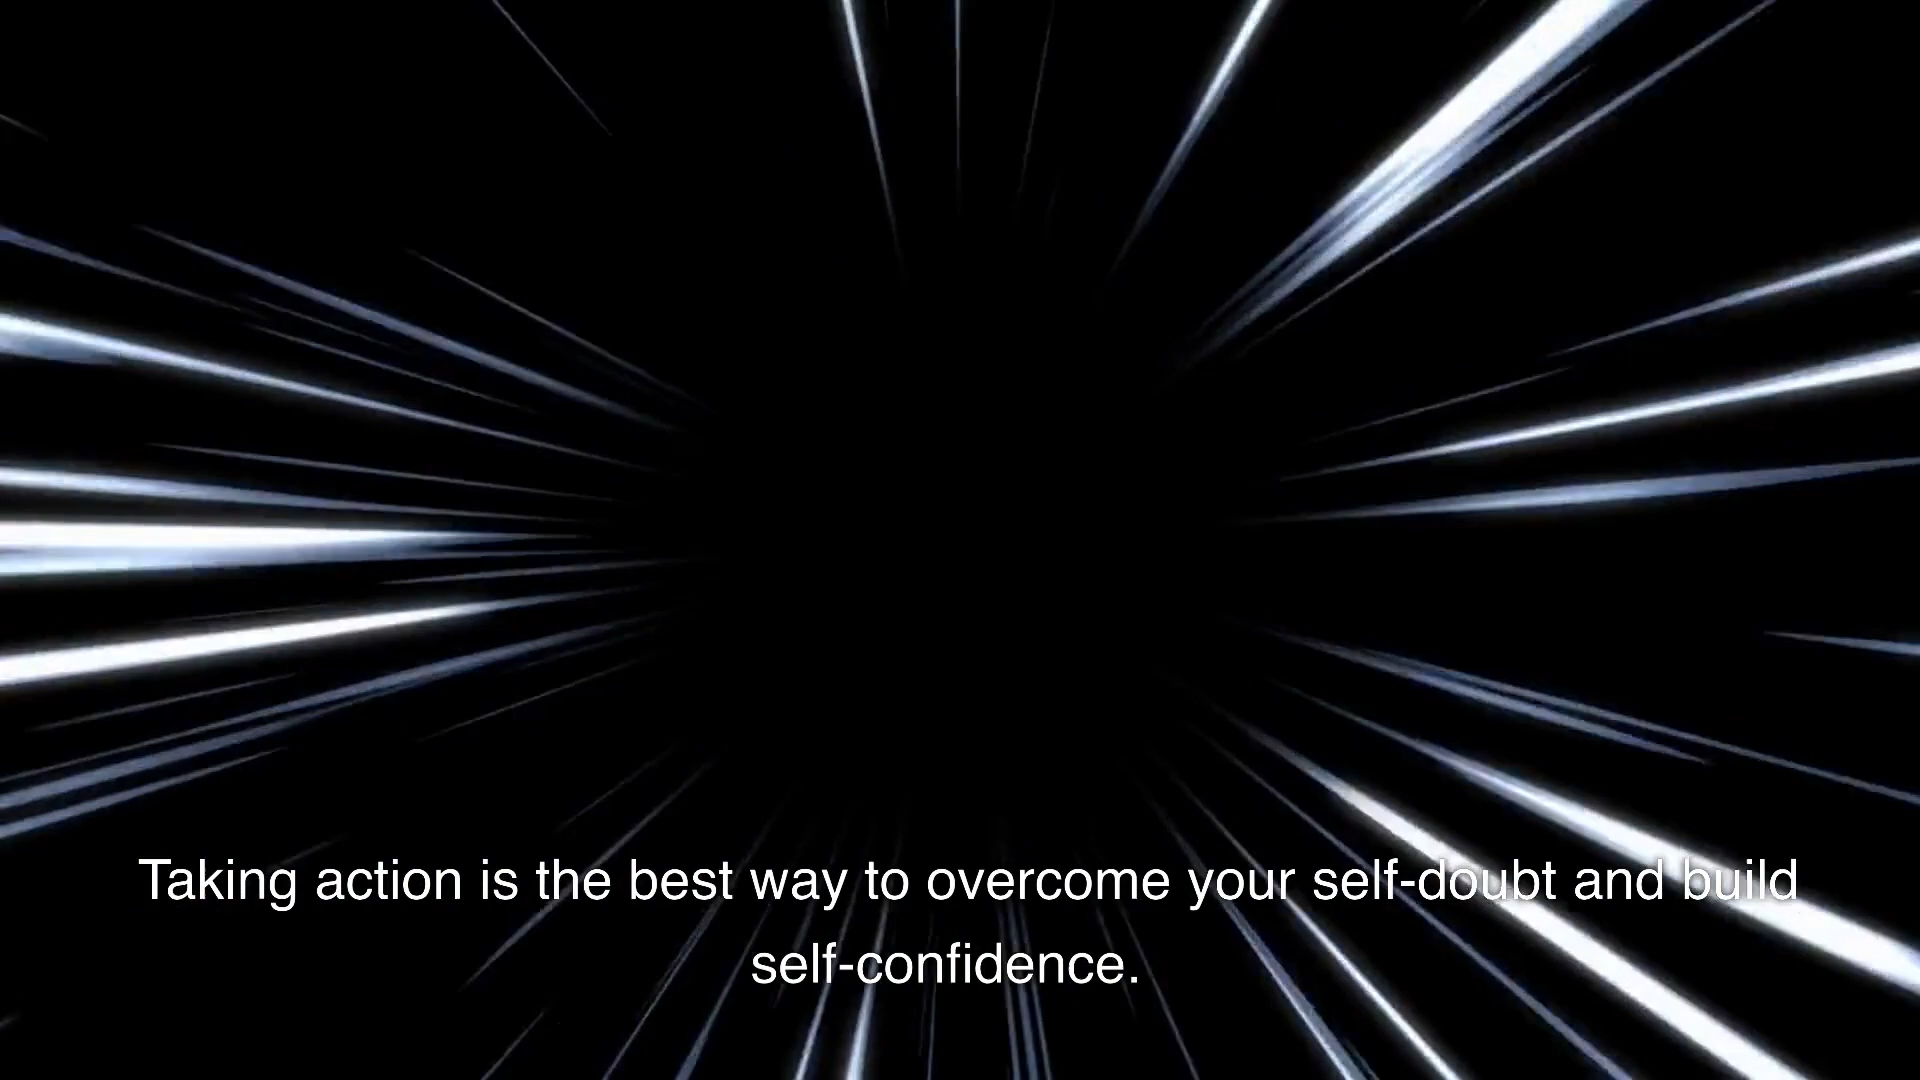 Taking action is the best way to overcome your self-doubt and build
self-confidence.